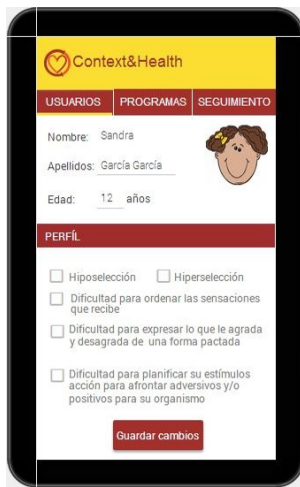 Context&Health
USUARIOS PROGRAMAS SEGUIMIENTO
Nombre: Sandra
Apellidos: García García
Edad: 12 años
PERFÍL
Hiposelección Hiperselección
Dificultad para ordenar las sensaciones
que recibe
Dificultad para expresar lo que le agrada
y desagrada de una forma pactada
Dificultad para planificar su estímulos
acción para afrontar adversivos y/o
positivos para su organismo
Guardar cambios